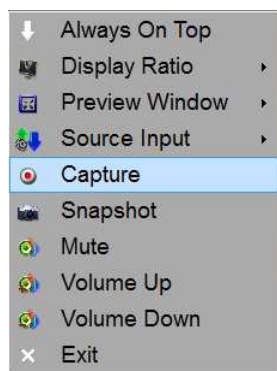 Always On Top
Display Ratio
Preview Window
Source Input
Capture
Snapshot
Mute
Volume Up
Volume Down
Exit